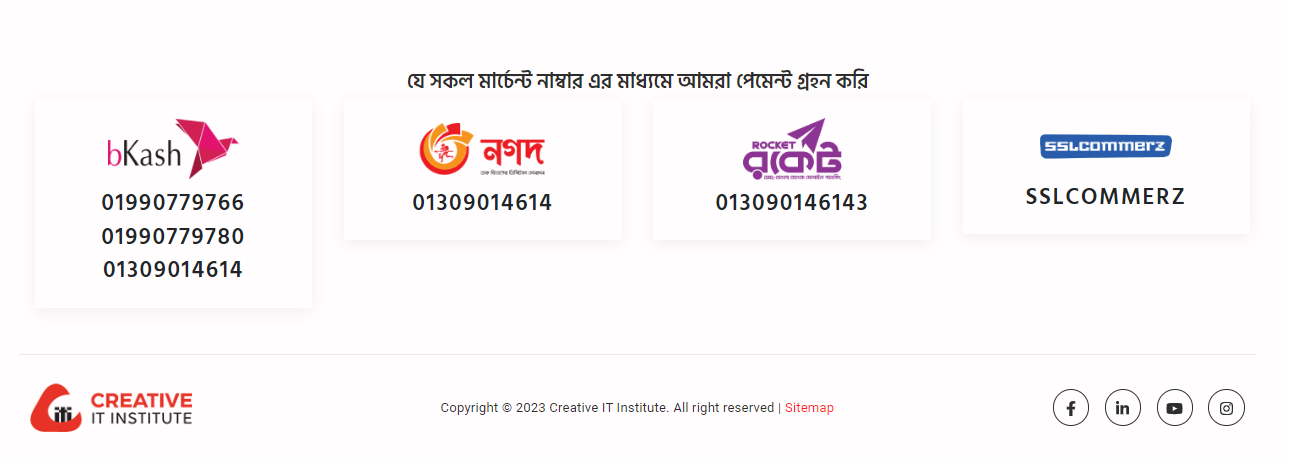 যে সকল মার্চেন্ট নাম্বার এর মাধ্যমে আমরা পেমেন্ট গ্রহন করি
bKash
01990779766
01990779780
01309014614
নগদ
ডাক বিভাগের ডিজিটাল লেনদেন
01309014614
ROCKET
রকেট
013090146143
SSLCOMMERZ
SSLCOMMERZ
CREATIVE
IT INSTITUTE
Copyright © 2023 Creative IT Institute. All right reserved | Sitemap